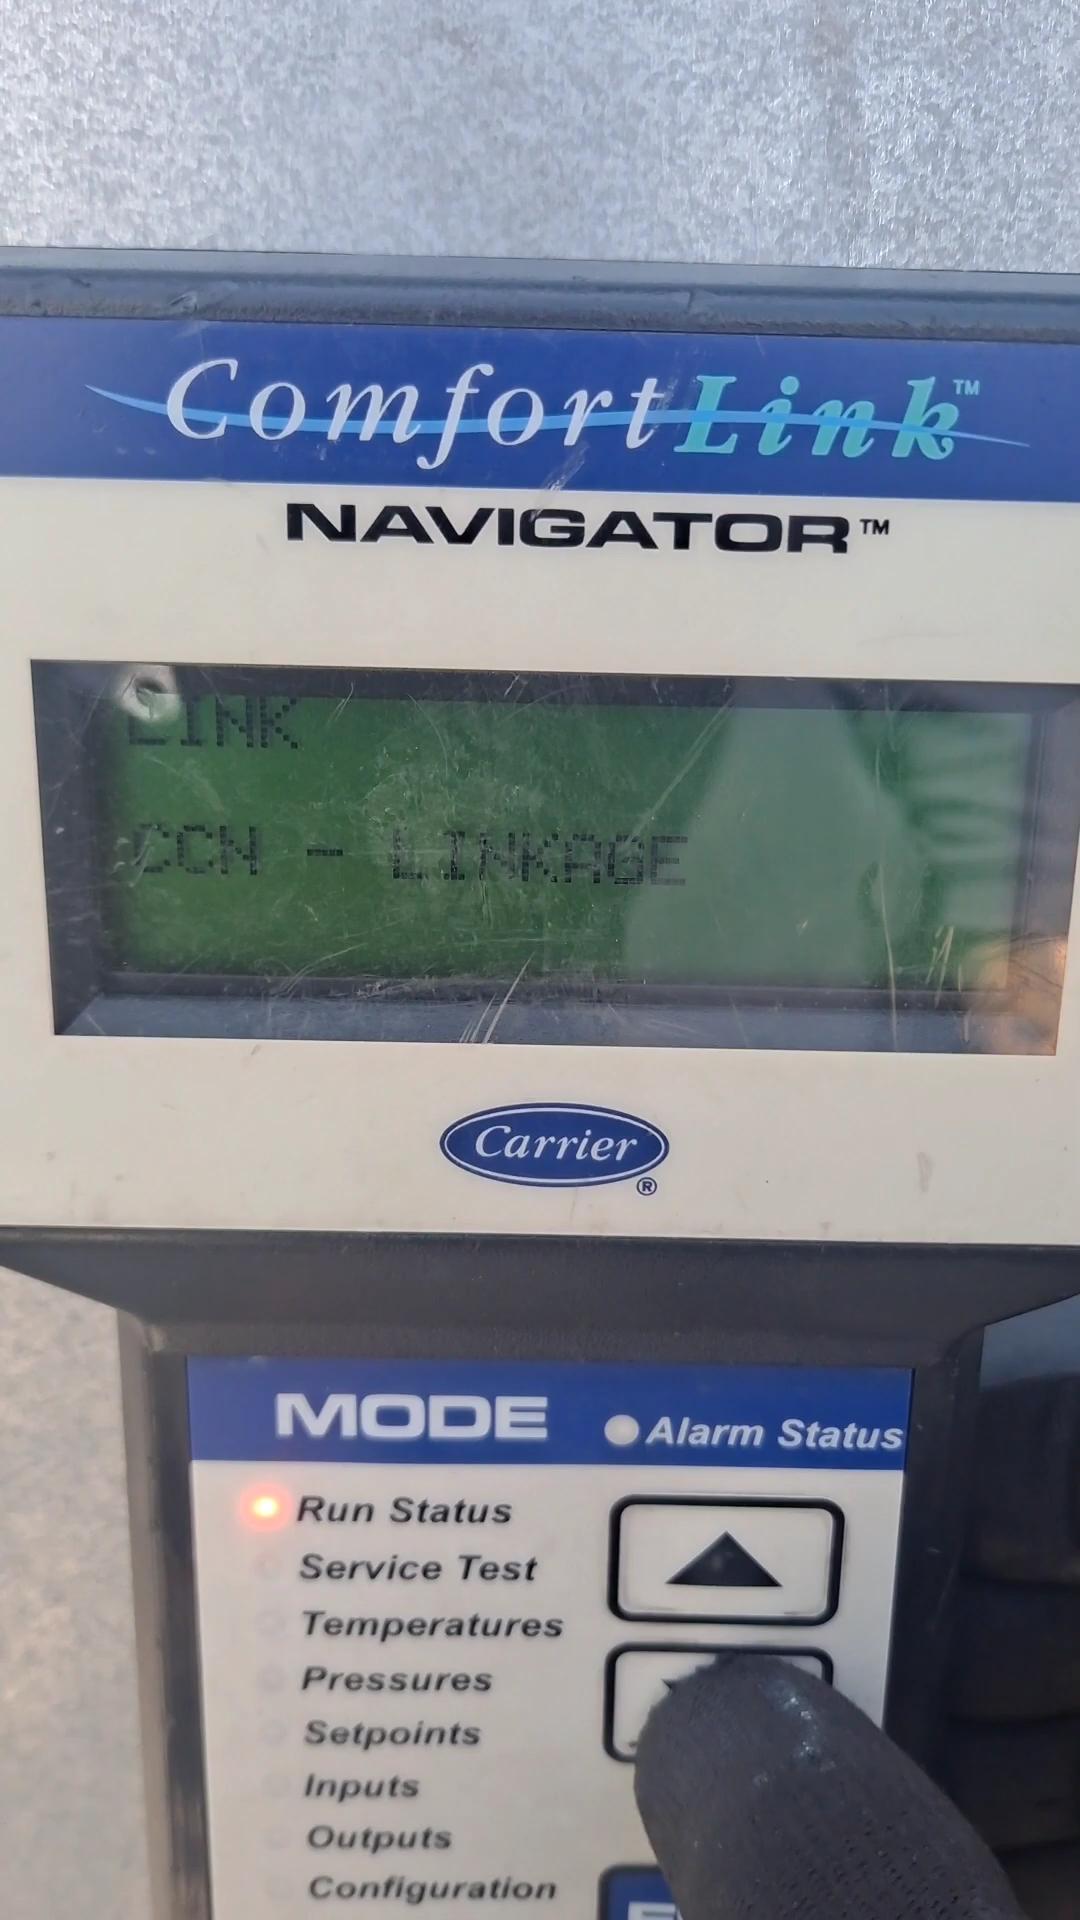 ComfortLink™
NAVIGATOR™
LINK
CCN - LINKAGE
Carrier
®
MODE
Alarm Status
Run Status
Service Test
Temperatures
Pressures
Setpoints
Inputs
Outputs
Configuration